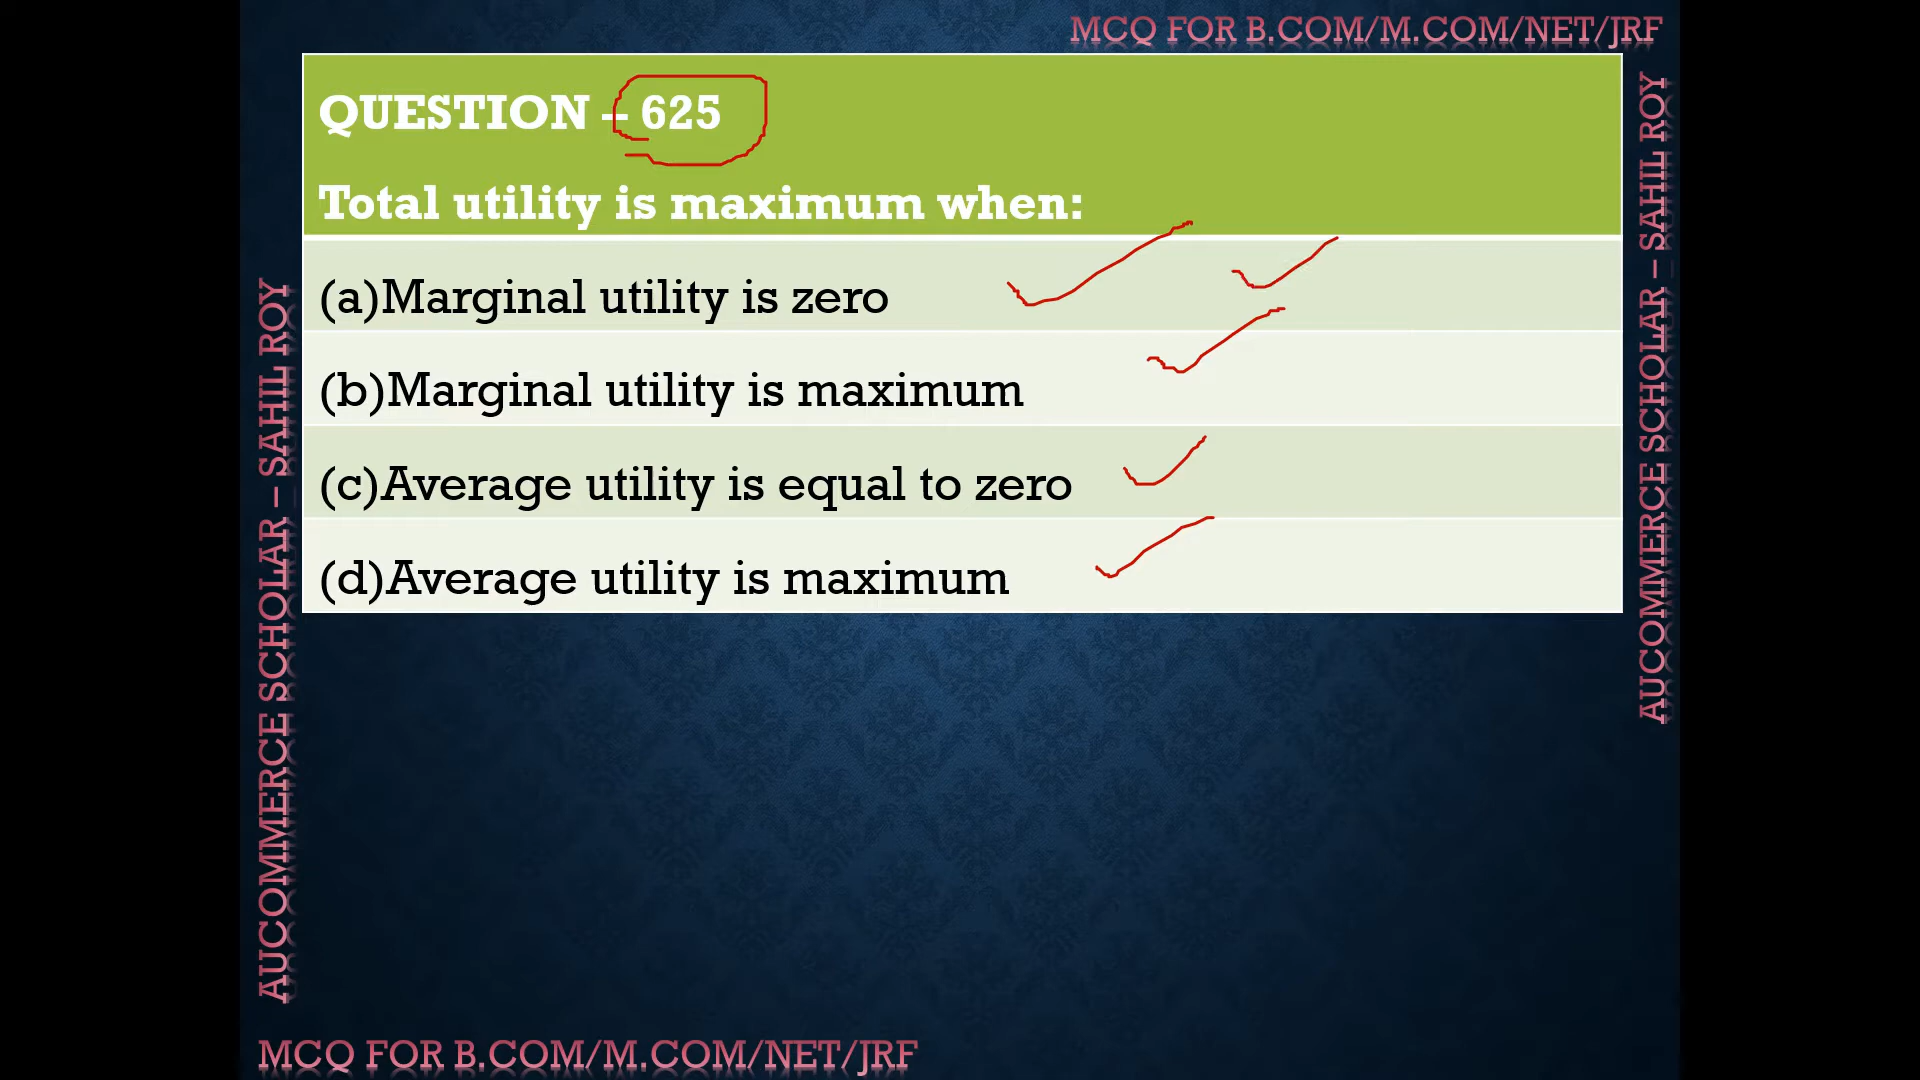 MCQ FOR B.COM/M.COM/NET/JRF
QUESTION – 625
Total utility is maximum when:
(a)Marginal utility is zero
(b)Marginal utility is maximum
(c)Average utility is equal to zero
(d)Average utility is maximum
AUCOMMERCE SCHOLAR – SAHIL ROY
AUCOMMERCE SCHOLAR – SAHIL ROY
MCQ FOR B.COM/M.COM/NET/JRF